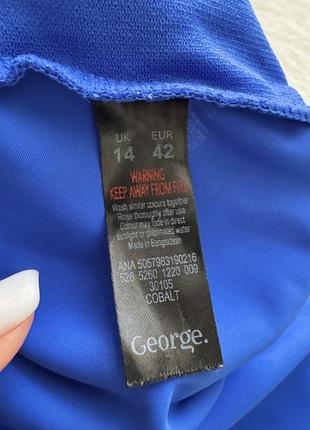 UK EUR
14 42
WARNING
KEEP AWAY FROM FIRE
Wash similar colours together
Rinse thoroughly after use
Colour may fade in direct
sunlight or chlorinated water
Made in Bangladesh
ANA 5057983190216
526 5260 1220 009
30105
COBALT
George.